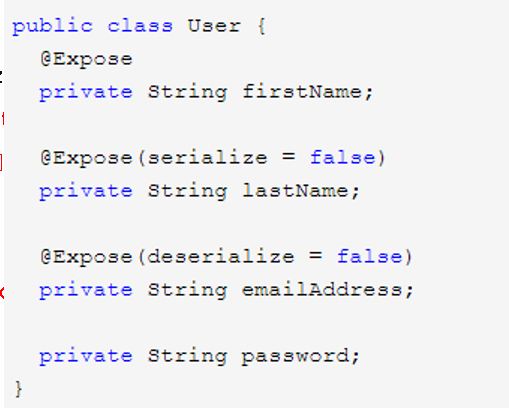 public class User {
@Expose
private String firstName;
@Expose(serialize = false)
private String lastName;
@Expose(deserialize = false)
private String emailAddress;
private String password;
}